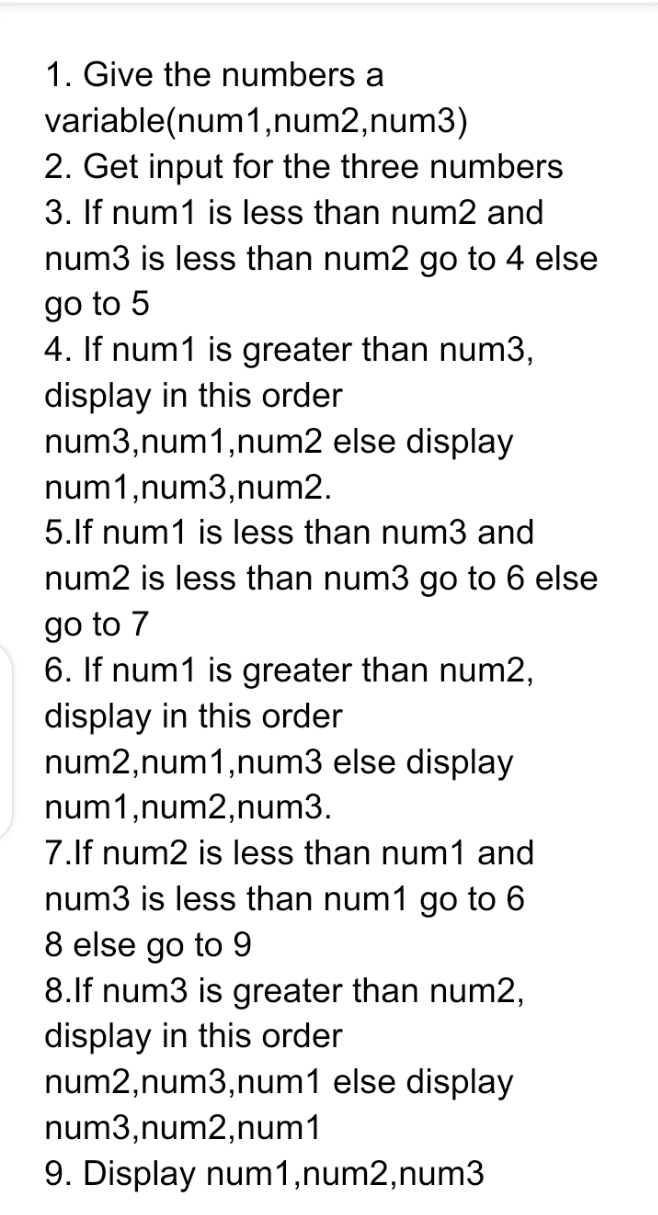 1. Give the numbers a
variable(num1,num2,num3)
2. Get input for the three numbers
3. If num1 is less than num2 and
num3 is less than num2 go to 4 else
go to 5
4. If num1 is greater than num3,
display in this order
num3,num1,num2 else display
num1,num3,num2.
5.If num1 is less than num3 and
num2 is less than num3 go to 6 else
go to 7
6. If num1 is greater than num2,
display in this order
num2,num1,num3 else display
num1,num2,num3.
7.If num2 is less than num1 and
num3 is less than num1 go to 6
8 else go to 9
8.If num3 is greater than num2,
display in this order
num2,num3,num1 else display
num3,num2,num1
9. Display num1,num2,num3